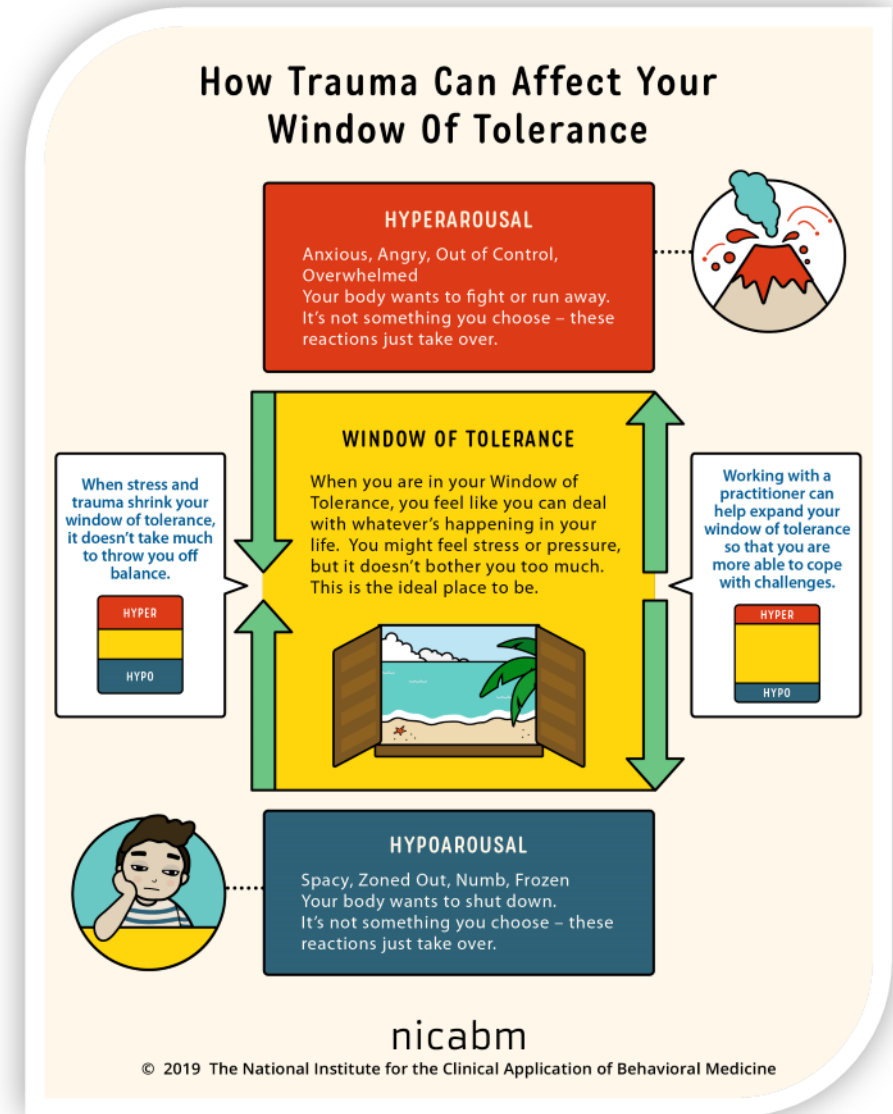 How Trauma Can Affect Your
Window Of Tolerance
HYPERAROUSAL
Anxious, Angry, Out of Control,
Overwhelmed
Your body wants to fight or run away.
It's not something you choose – these
reactions just take over.
When stress and
trauma shrink your
window of tolerance,
it doesn't take much
to throw you off
balance.
HYPER
HYPO
WINDOW OF TOLERANCE
When you are in your Window of
Tolerance, you feel like you can deal
with whatever's happening in your
life. You might feel stress or pressure,
but it doesn't bother you too much.
This is the ideal place to be.
Working with a
practitioner can
help expand your
window of tolerance
so that you are
more able to cope
with challenges.
HYPER
HYPO
HYPOAROUSAL
Spacy, Zoned Out, Numb, Frozen
Your body wants to shut down.
It's not something you choose – these
reactions just take over.
nicabm
© 2019 The National Institute for the Clinical Application of Behavioral Medicine